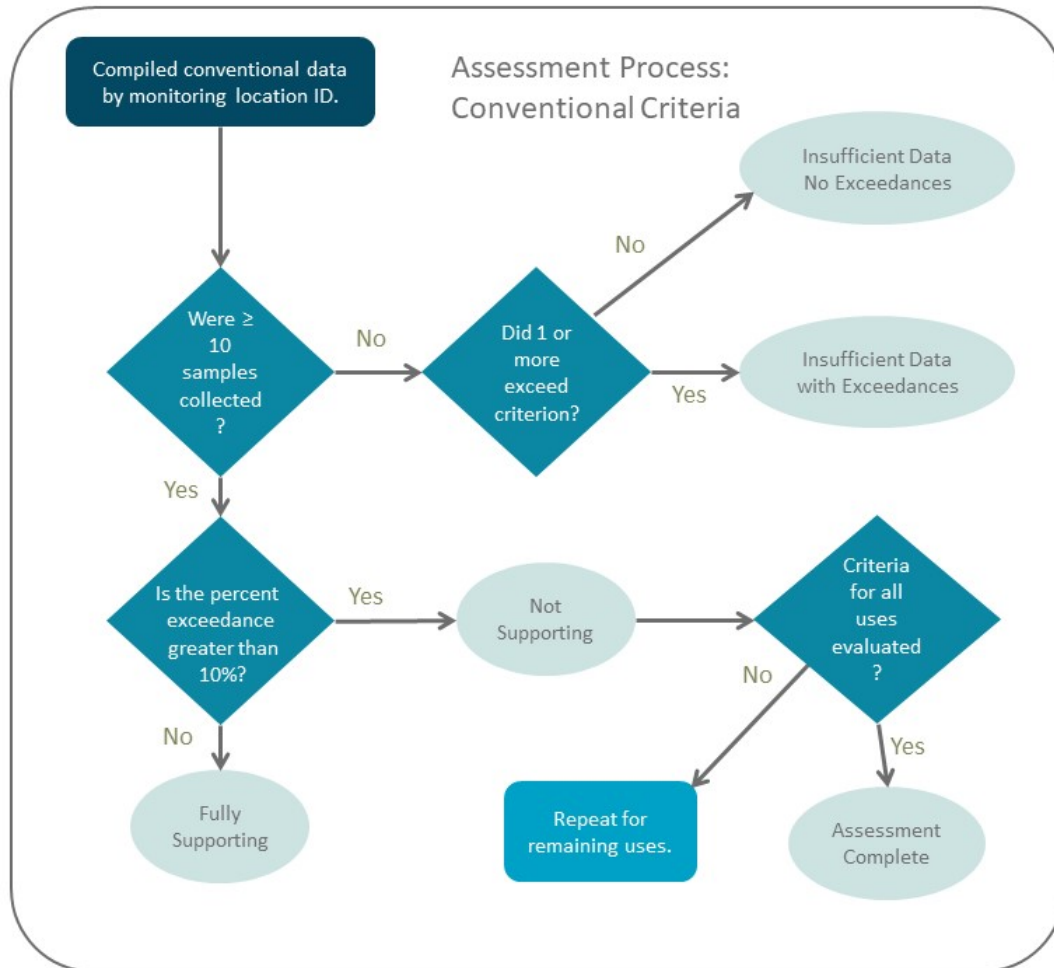 Compiled conventional data
by monitoring location ID.
Assessment Process:
Conventional Criteria
Insufficient Data
No Exceedances
No
Were ≥
10
samples
collected
?
No
Did 1 or
more
exceed
criterion?
Yes
Insufficient Data
with Exceedances
Yes
Is the percent
exceedance
greater than
10%?
Yes
Not
Supporting
Criteria
for all
uses
evaluated
?
No
No
Yes
Fully
Supporting
Repeat for
remaining uses.
Assessment
Complete